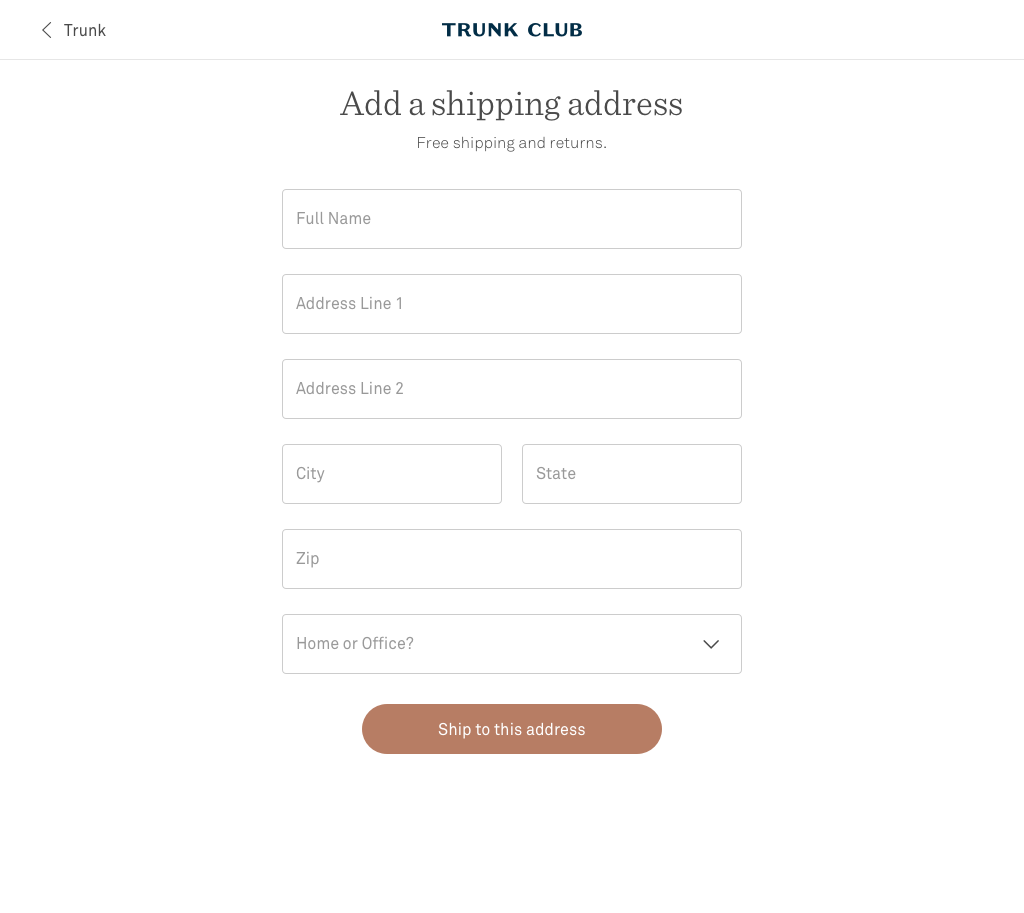 Trunk
TRUNK CLUB
Add a shipping address
Free shipping and returns.
Full Name
Address Line 1
Address Line 2
City
State
Zip
Home or Office?
Ship to this address